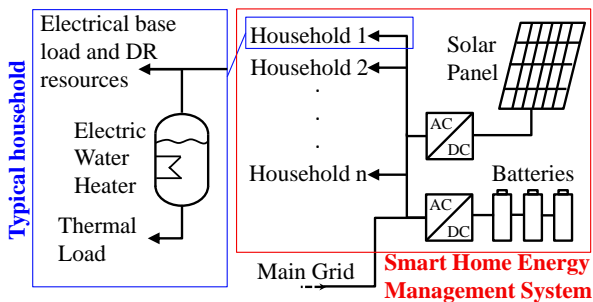 Typical household
Electrical base
load and DR
resources
Electric
Water
Heater
Thermal
Load
Household 1
Household 2
.
.
.
Household n
Main Grid
Solar
Panel
AC
DC
Batteries
AC
DC
Smart Home Energy
Management System